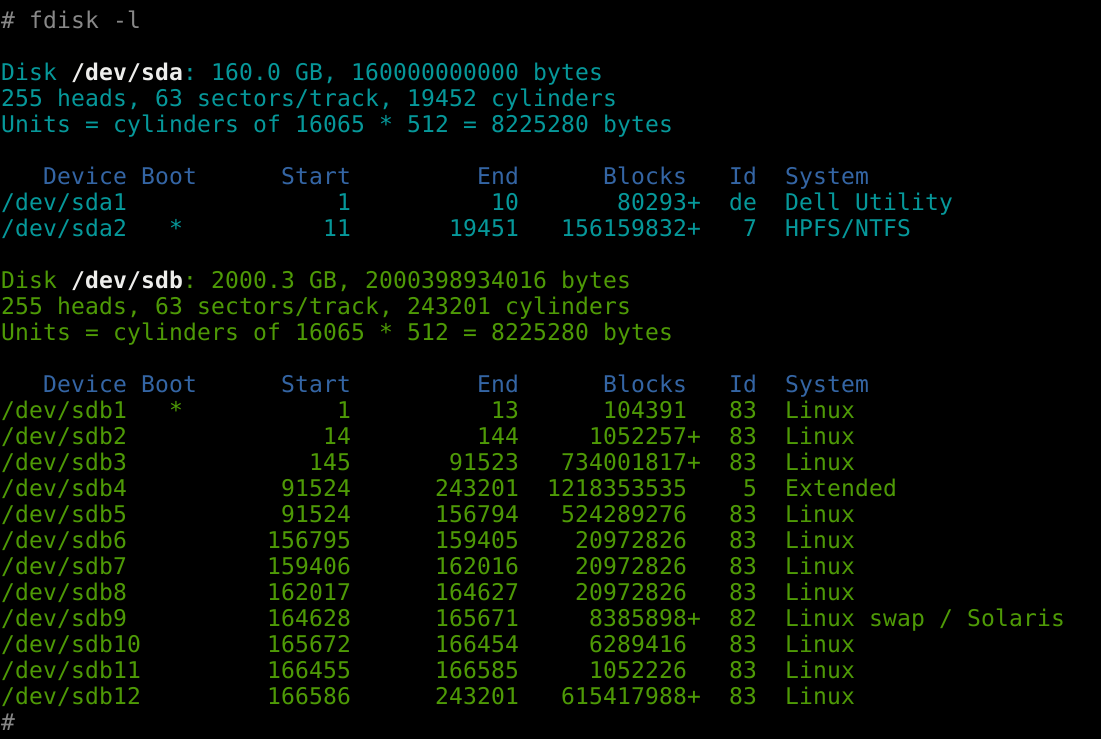 # fdisk -l

Disk /dev/sda: 160.0 GB, 160000000000 bytes
255 heads, 63 sectors/track, 19452 cylinders
Units = cylinders of 16065 * 512 = 8225280 bytes

   Device Boot      Start         End      Blocks   Id  System
/dev/sda1               1          10       80293+  de  Dell Utility
/dev/sda2   *          11       19451   156159832+   7  HPFS/NTFS

Disk /dev/sdb: 2000.3 GB, 2000398934016 bytes
255 heads, 63 sectors/track, 243201 cylinders
Units = cylinders of 16065 * 512 = 8225280 bytes

   Device Boot      Start         End      Blocks   Id  System
/dev/sdb1   *           1          13      104391   83  Linux
/dev/sdb2              14         144     1052257+  83  Linux
/dev/sdb3             145       91523   734001817+  83  Linux
/dev/sdb4           91524      243201  1218353535    5  Extended
/dev/sdb5           91524      156794   524289276   83  Linux
/dev/sdb6          156795      159405    20972826   83  Linux
/dev/sdb7          159406      162016    20972826   83  Linux
/dev/sdb8          162017      164627    20972826   83  Linux
/dev/sdb9          164628      165671     8385898+  82  Linux swap / Solaris
/dev/sdb10         165672      166454     6289416   83  Linux
/dev/sdb11         166455      166585     1052226   83  Linux
/dev/sdb12         166586      243201   615417988+  83  Linux
#